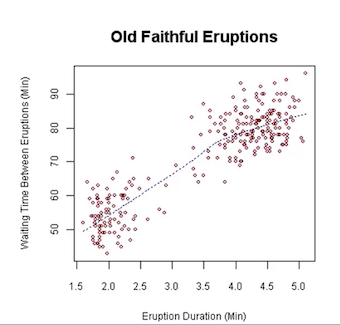 Old Faithful Eruptions
Waiting Time Between Eruptions (Min)
90
80
70
60
50
1.5 2.0 2.5 3.0 3.5 4.0 4.5 5.0
Eruption Duration (Min)